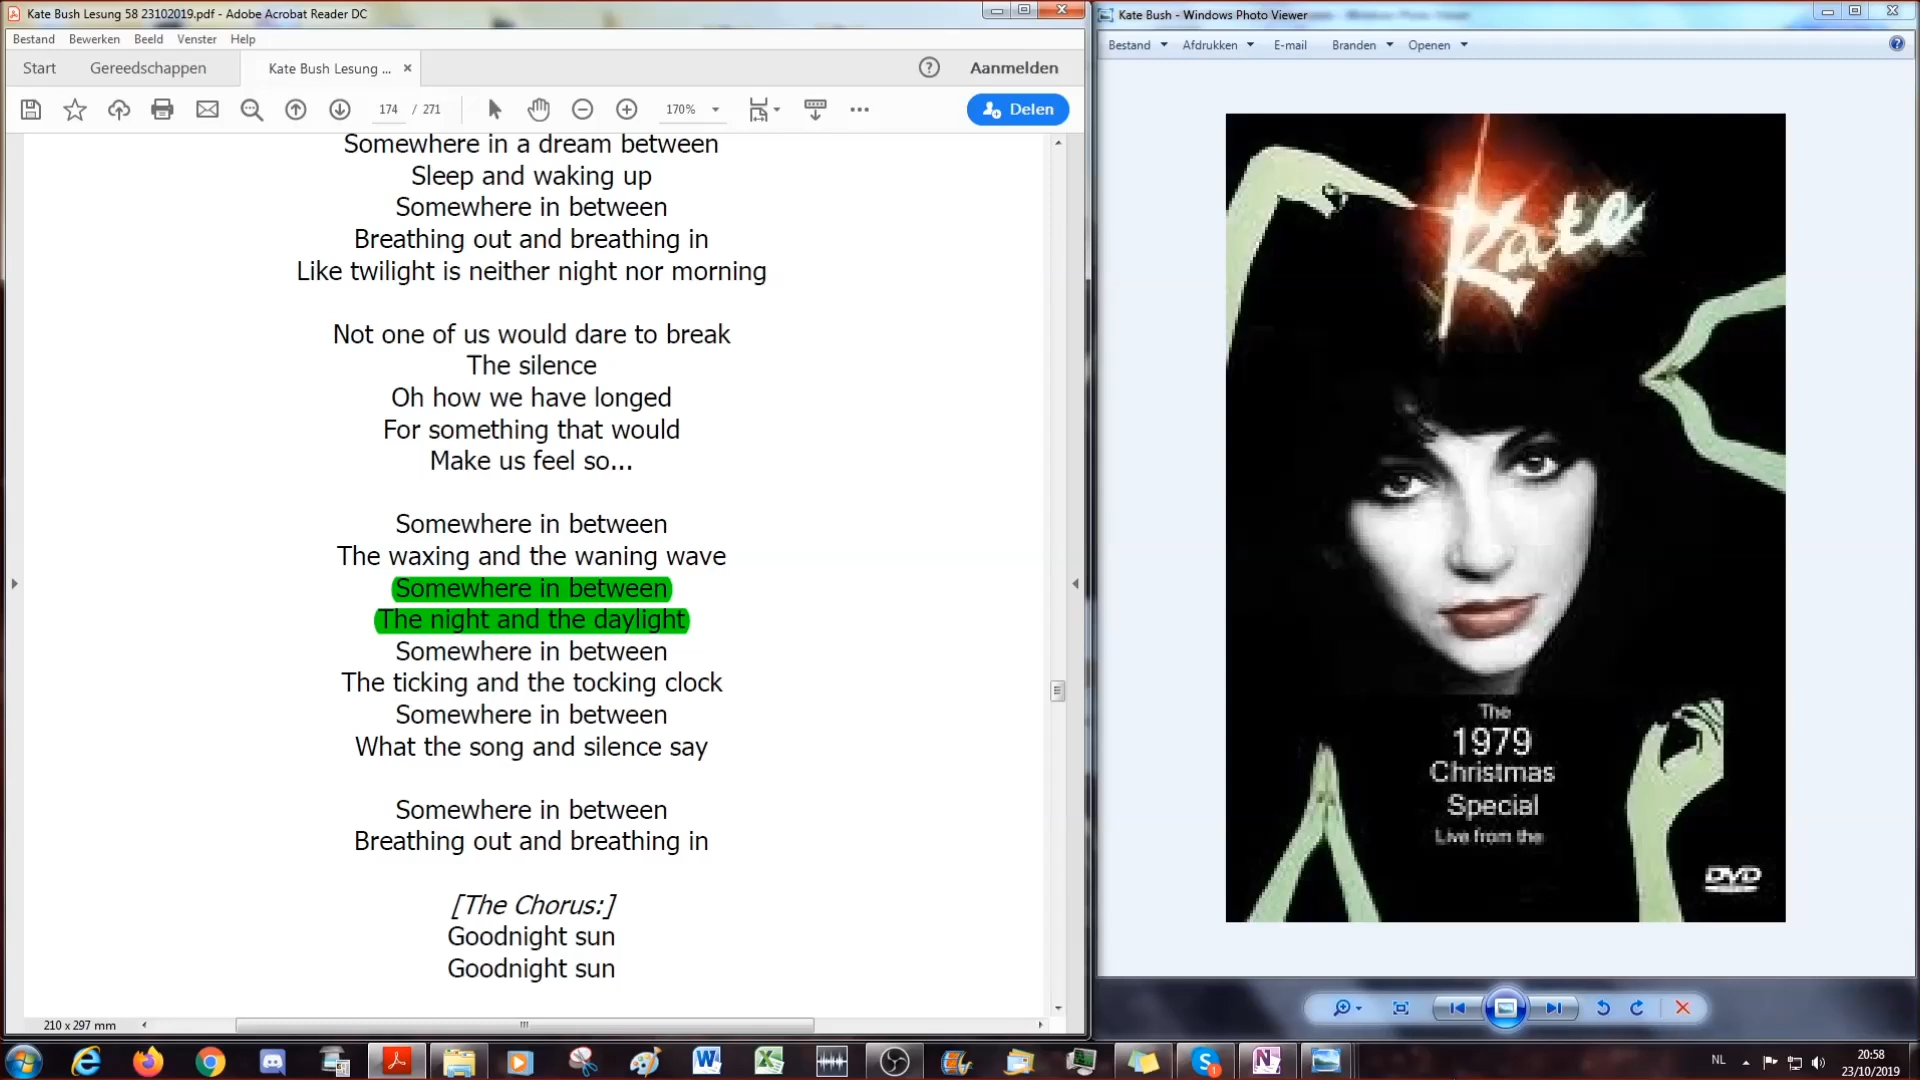 Kate Bush Lesung 58 23102019.pdf - Adobe Acrobat Reader DC
Bestand Bewerken Beeld Venster Help
Start Gereedschappen Kate Bush Lesung ... Aanmelden
174 / 271 170% Delen
Somewhere in a dream between
Sleep and waking up
Somewhere in between
Breathing out and breathing in
Like twilight is neither night nor morning
Not one of us would dare to break
The silence
Oh how we have longed
For something that would
Make us feel so...
Somewhere in between
The waxing and the waning wave
Somewhere in between
The night and the daylight
Somewhere in between
The ticking and the tocking clock
Somewhere in between
What the song and silence say
Somewhere in between
Breathing out and breathing in
[The Chorus:]
Goodnight sun
Goodnight sun
210 x 297 mm
Kate Bush - Windows Photo Viewer
Bestand Afdrukken E-mail Branden Openen
Kate
The
1979
Christmas
Special
Live from the
DVD
NL
20:58
23/10/2019